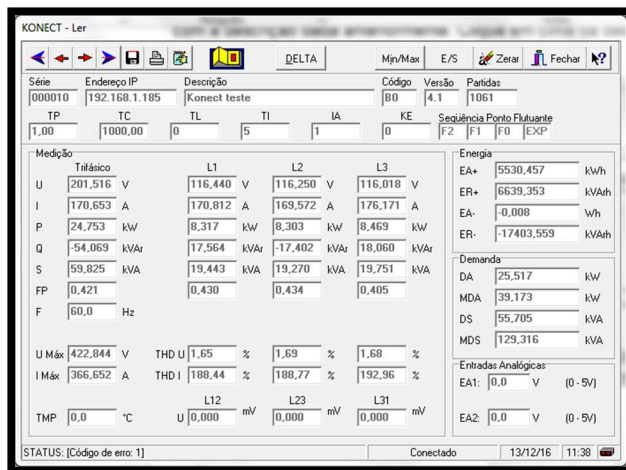 KONECT - Ler
DELTA Min/Max E/S Zerar Fechar
Série Endereço IP Descrição Código Versão Partidas
000010 192.168.1.185 Konect teste B0 4.1 1061
TP TC TL TI IA KE Seqüência Ponto Flutuante
1,00 1000,00 0 5 1 0 F2 F1 F0 EXP
Medição
Trifásico L1 L2 L3
U 201,516 V 116,440 V 116,250 V 116,018 V
I 170,653 A 170,812 A 169,572 A 176,171 A
P 24,753 kW 8,317 kW 8,303 kW 8,469 kW
Q -54,069 kVAr 17,564 kVAr -17,402 kVAr 18,060 kVAr
S 59,825 kVA 19,443 kVA 19,270 kVA 19,751 kVA
FP 0,421 0,430 0,434 0,405
F 60,0 Hz
U Máx 422,844 V THD U 1,65 % 1,69 % 1,68 %
I Máx 366,652 A THD I 188,44 % 188,77 % 192,96 %
L12 L23 L31
TMP 0,0 °C U 0,000 mV 0,000 mV 0,000 mV
Energia
EA+ 5530,457 kWh
ER+ 6639,353 kVArh
EA- -0,008 Wh
ER- -17403,559 kVArh
Demanda
DA 25,517 kW
MDA 39,173 kW
DS 55,705 kVA
MDS 129,316 kVA
Entradas Analógicas
EA1: 0,0 V (0 - 5V)
EA2: 0,0 V (0 - 5V)
STATUS: [Código de erro: 1] Conectado 13/12/16 11:38